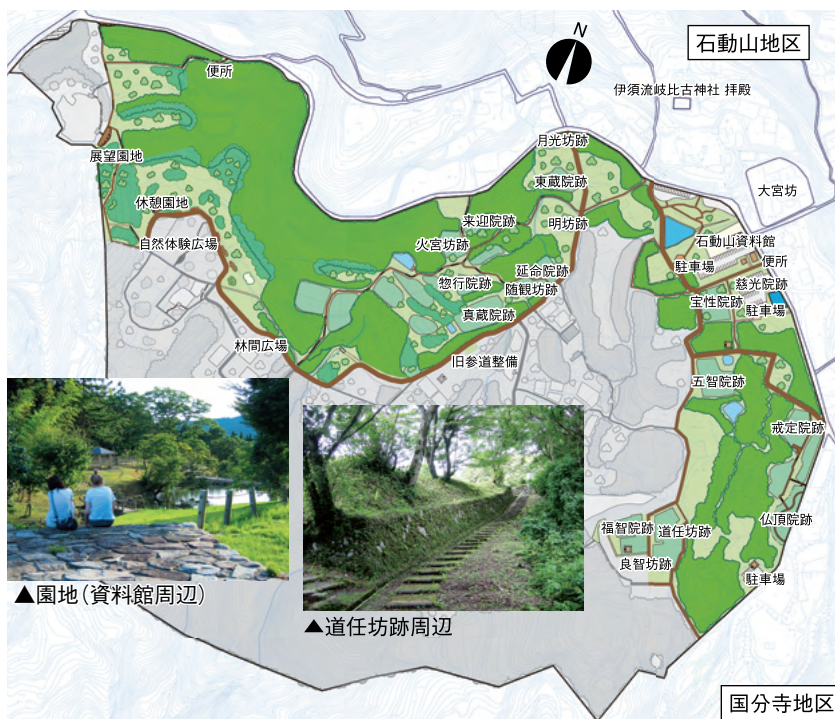 石動山地区
N
伊須流岐比古神社 拝殿
便所
月光坊跡
展望園地
東蔵院跡
大宮坊
休憩園地
来迎院跡
明坊跡
自然体験広場
火宮坊跡
石動山資料館
延命院跡
駐車場
便所
惣行院跡
随観坊跡
慈光院跡
宝性院跡
駐車場
真蔵院跡
林間広場
旧参道整備
五智院跡
戒定院跡
仏頂院跡
福智院跡
道任坊跡
良智坊跡
駐車場
▲園地(資料館周辺)
▲道任坊跡周辺
国分寺地区